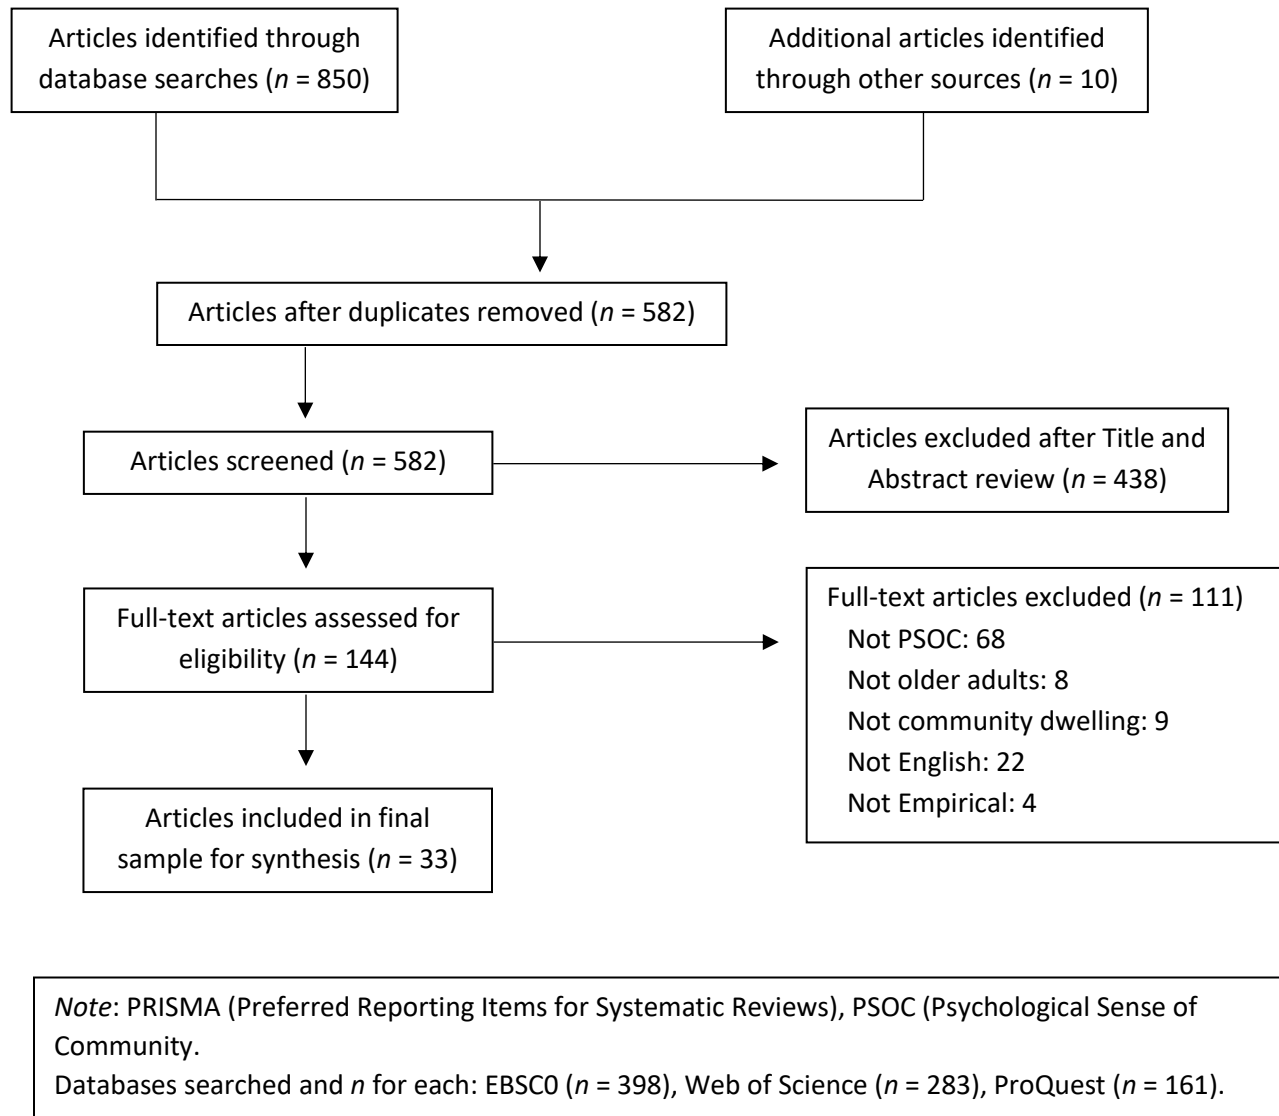 Articles identified through
database searches (n = 850)
Additional articles identified
through other sources (n = 10)
Articles after duplicates removed (n = 582)
Articles screened (n = 582)
Articles excluded after Title and
Abstract review (n = 438)
Full-text articles assessed for
eligibility (n = 144)
Full-text articles excluded (n = 111)
Not PSOC: 68
Not older adults: 8
Not community dwelling: 9
Not English: 22
Not Empirical: 4
Articles included in final
sample for synthesis (n = 33)
Note: PRISMA (Preferred Reporting Items for Systematic Reviews), PSOC (Psychological Sense of
Community.
Databases searched and n for each: EBSC0 (n = 398), Web of Science (n = 283), ProQuest (n = 161).